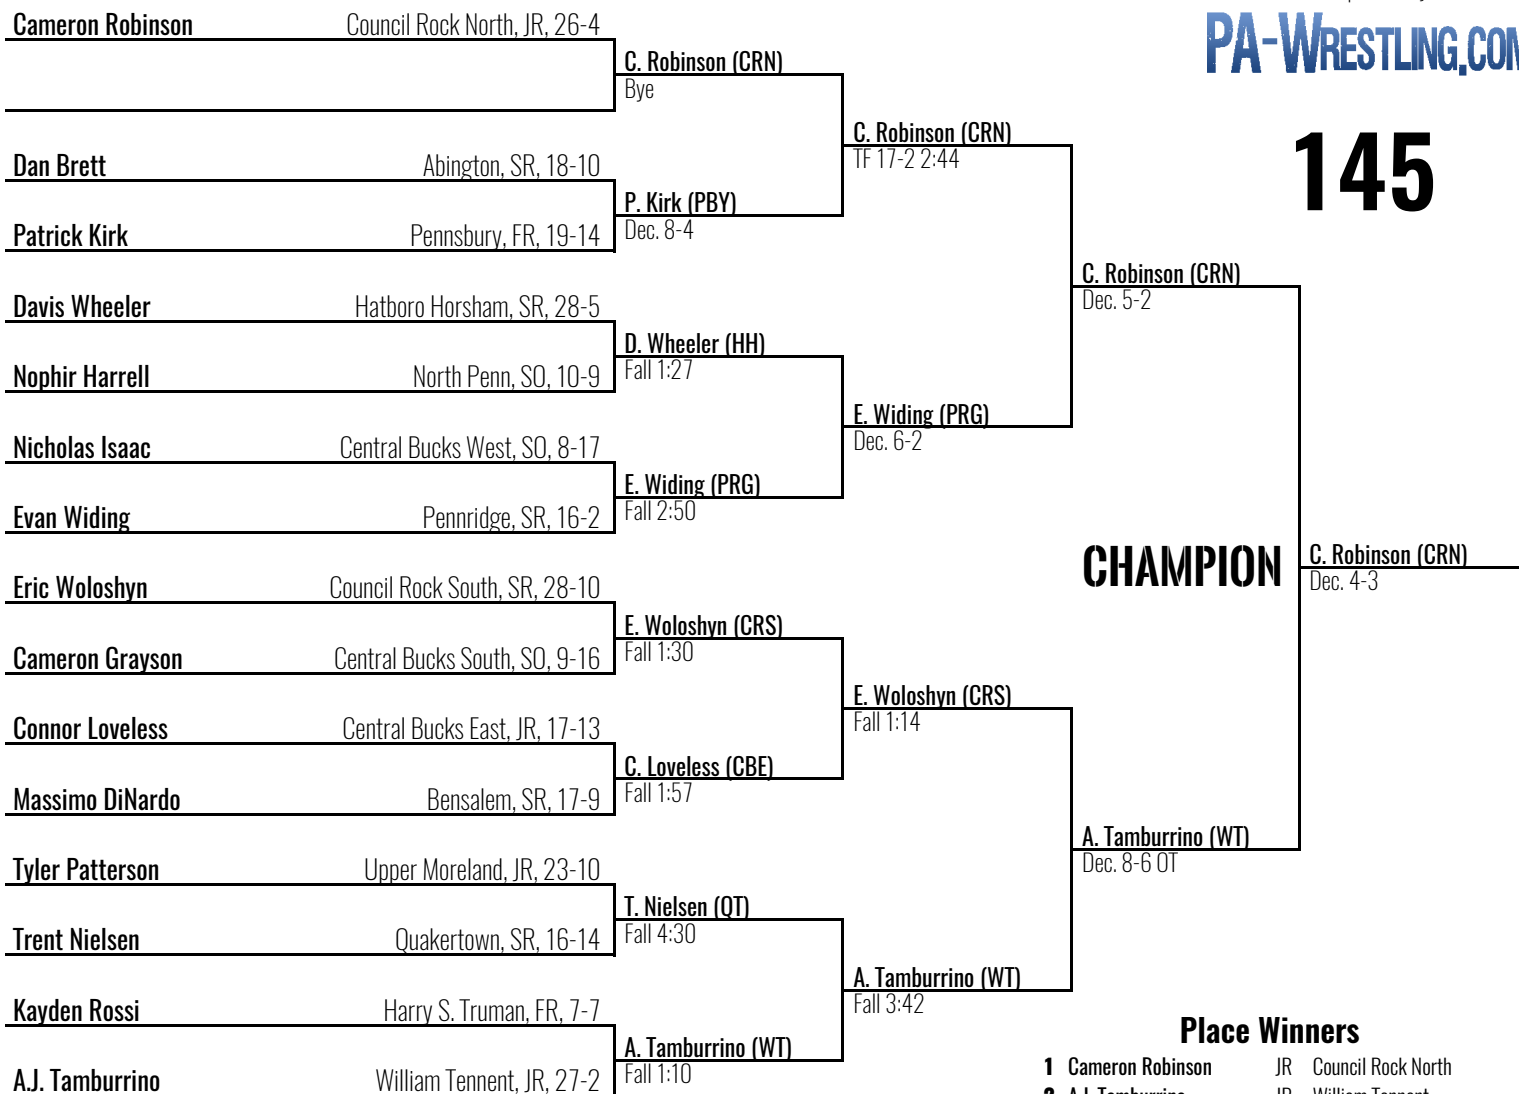 PA-WRESTLING.COM
145
Cameron Robinson Council Rock North, JR, 26-4
C. Robinson (CRN)
Bye
C. Robinson (CRN)
TF 17-2 2:44
Dan Brett Abington, SR, 18-10
P. Kirk (PBY)
Dec. 8-4
Patrick Kirk Pennsbury, FR, 19-14
C. Robinson (CRN)
Dec. 5-2
Davis Wheeler Hatboro Horsham, SR, 28-5
D. Wheeler (HH)
Fall 1:27
Nophir Harrell North Penn, SO, 10-9
E. Widing (PRG)
Dec. 6-2
Nicholas Isaac Central Bucks West, SO, 8-17
E. Widing (PRG)
Fall 2:50
Evan Widing Pennridge, SR, 16-2
CHAMPION C. Robinson (CRN)
Dec. 4-3
Eric Woloshyn Council Rock South, SR, 28-10
E. Woloshyn (CRS)
Fall 1:30
Cameron Grayson Central Bucks South, SO, 9-16
E. Woloshyn (CRS)
Fall 1:14
Connor Loveless Central Bucks East, JR, 17-13
C. Loveless (CBE)
Fall 1:57
Massimo DiNardo Bensalem, SR, 17-9
A. Tamburrino (WT)
Dec. 8-6 OT
Tyler Patterson Upper Moreland, JR, 23-10
T. Nielsen (QT)
Fall 4:30
Trent Nielsen Quakertown, SR, 16-14
A. Tamburrino (WT)
Fall 3:42
Kayden Rossi Harry S. Truman, FR, 7-7
A. Tamburrino (WT)
Fall 1:10
A.J. Tamburrino William Tennent, JR, 27-2
Place Winners
1 Cameron Robinson JR Council Rock North
2 A.J. Tamburrino JR William Tennent